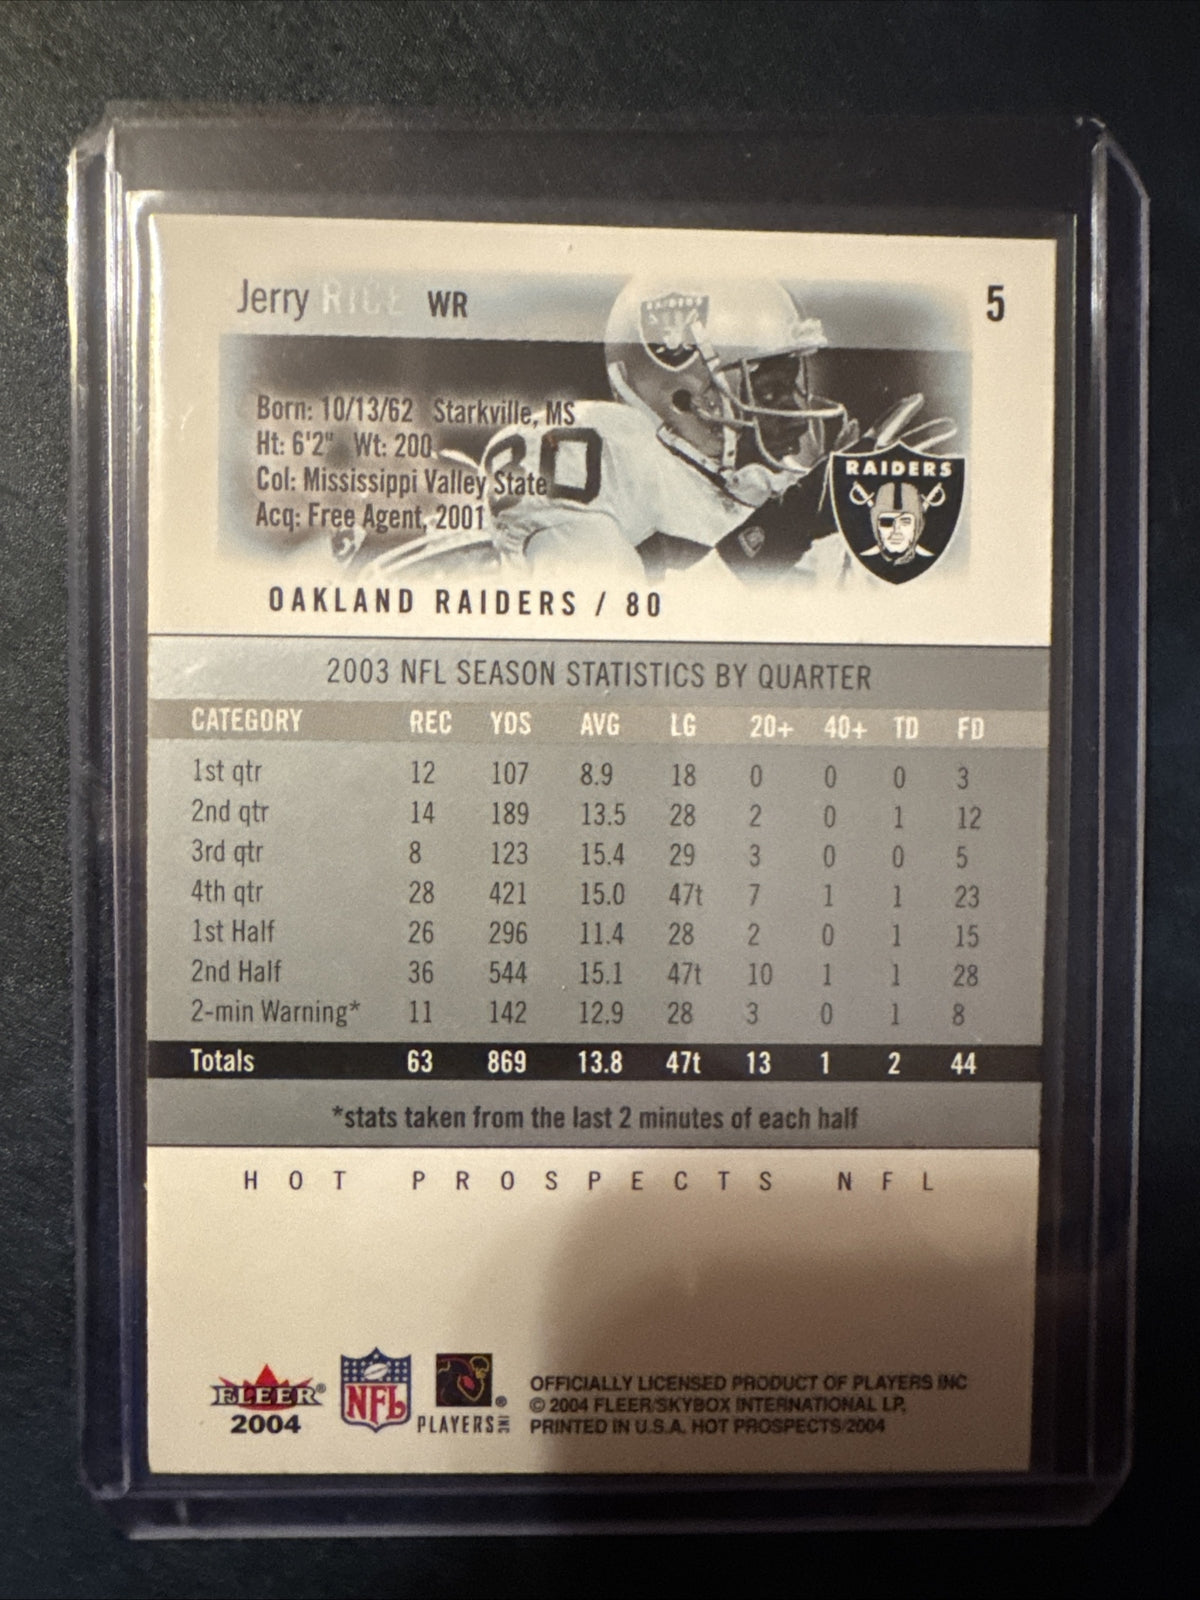 Jerry RICE WR
5
RAIDERS
Born: 10/13/62 Starkville, MS
Ht: 6'2" Wt: 200
80
Col: Mississippi Valley State
Acq: Free Agent, 2001
RAIDERS
OAKLAND RAIDERS / 80
2003 NFL SEASON STATISTICS BY QUARTER
CATEGORY REC YDS AVG LG 20+ 40+ TD FD
1st qtr 12 107 8.9 18 0 0 0 3
2nd qtr 14 189 13.5 28 2 0 1 12
3rd qtr 8 123 15.4 29 3 0 0 5
4th qtr 28 421 15.0 47t 7 1 1 23
1st Half 26 296 11.4 28 2 0 1 15
2nd Half 36 544 15.1 47t 10 1 1 28
2-min Warning* 11 142 12.9 28 3 0 1 8
Totals 63 869 13.8 47t 13 1 2 44
*stats taken from the last 2 minutes of each half
HOT PROSPECTS NFL
FLEER®
2004
NFL
®
PLAYERS INC
OFFICIALLY LICENSED PRODUCT OF PLAYERS INC
© 2004 FLEER/SKYBOX INTERNATIONAL LP.
PRINTED IN U.S.A. HOT PROSPECTS/2004